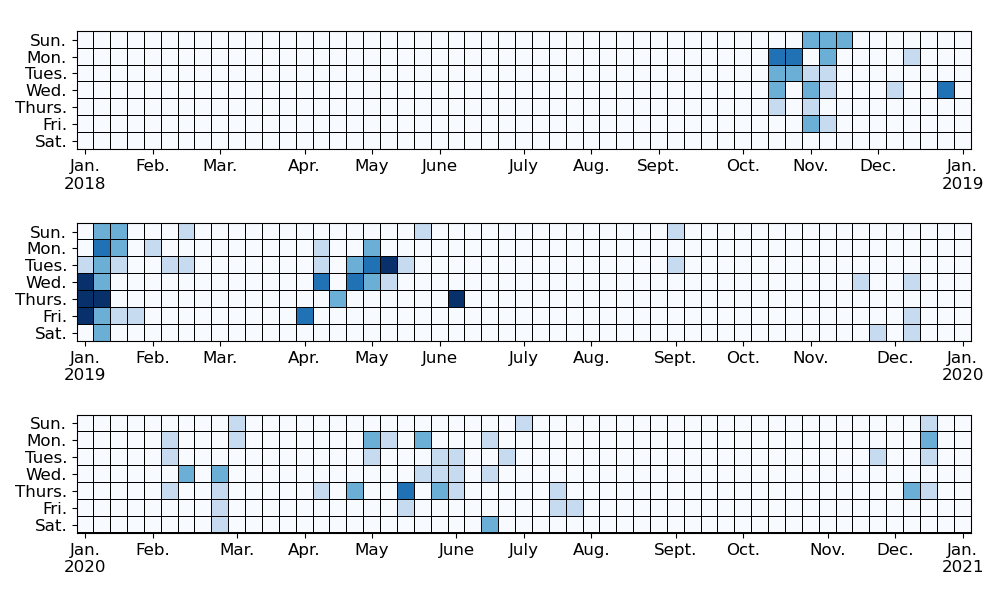 Sun.
Mon.
Tues.
Wed.
Thurs.
Fri.
Sat.
Jan. Feb. Mar. Apr. May June July Aug. Sept. Oct. Nov. Dec. Jan.
2018 2019
Sun.
Mon.
Tues.
Wed.
Thurs.
Fri.
Sat.
Jan. Feb. Mar. Apr. May June July Aug. Sept. Oct. Nov. Dec. Jan.
2019 2020
Sun.
Mon.
Tues.
Wed.
Thurs.
Fri.
Sat.
Jan. Feb. Mar. Apr. May June July Aug. Sept. Oct. Nov. Dec. Jan.
2020 2021